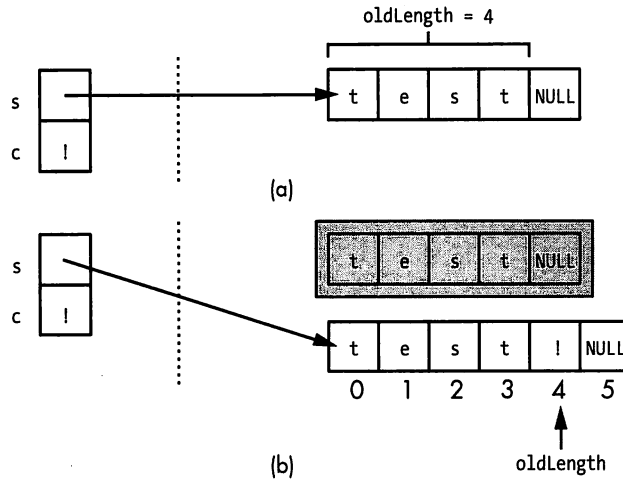 oldLength = 4
s
t e s t NULL
c !
(a)
s
t e s t NULL
c !
t e s t ! NULL
0 1 2 3 4 5
oldLength
(b)